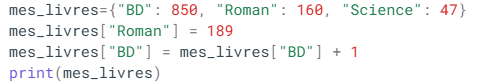 mes_livres={"BD": 850, "Roman": 160, "Science": 47}
mes_livres["Roman"] = 189
mes_livres["BD"] = mes_livres["BD"] + 1
print(mes_livres)